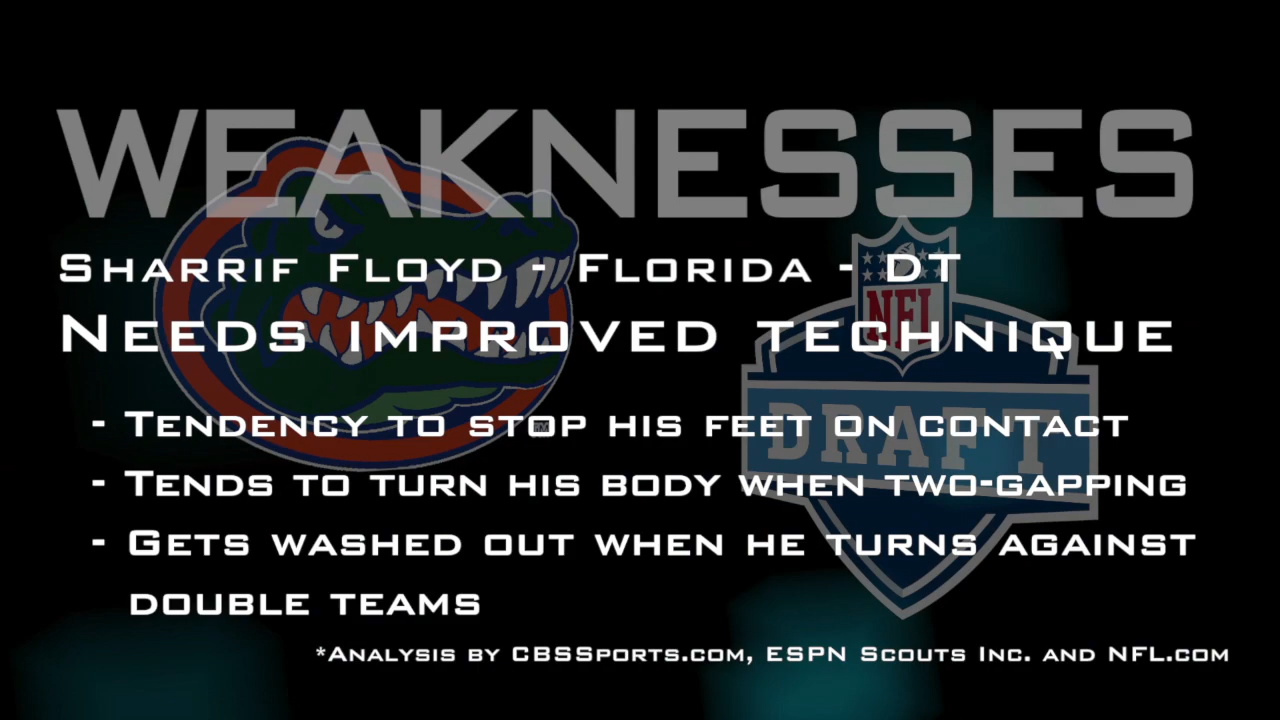 WEAKNESSES
Sharrif Floyd - Florida - DT
Needs improved technique
- Tendency to stop his feet on contact
- Tends to turn his body when two-gapping
- Gets washed out when he turns against
double teams
*Analysis by CBSSports.com, ESPN Scouts Inc. and NFL.com
NFL
DRAFT